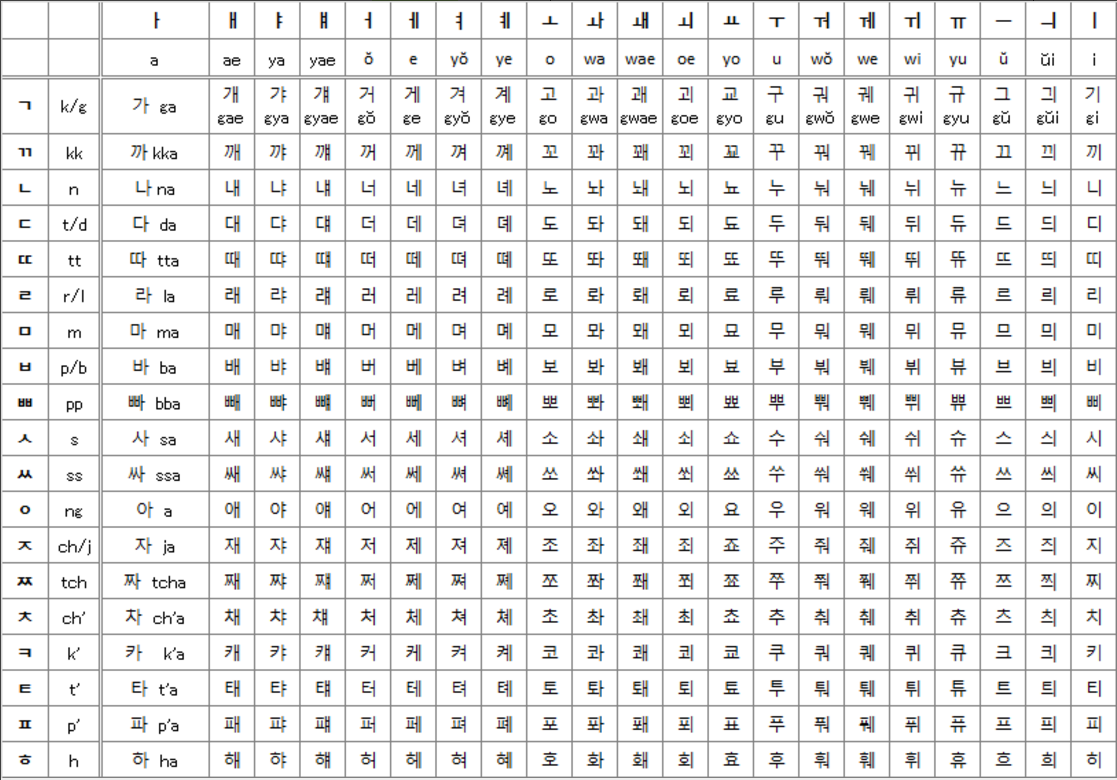 ㅏ ㅐ ㅑ ㅒ ㅓ ㅔ ㅕ ㅖ ㅗ ㅘ ㅙ ㅚ ㅛ ㅜ ㅝ ㅞ ㅟ ㅠ ㅡ ㅢ ㅣ
a ae ya yae ŏ e yŏ ye o wa wae oe yo u wŏ we wi yu ŭ ŭi i
ㄱ k/g 가 ga 개 gae 갸 gya 걔 gyae 거 gŏ 게 ge 겨 gyŏ 계 gye 고 go 과 gwa 괘 gwae 괴 goe 교 gyo 구 gu 궈 gwŏ 궤 gwe 귀 gwi 규 gyu 그 gŭ 긔 gŭi 기 gi
ㄲ kk 까 kka 깨 꺄 꺠 꺼 께 껴 꼐 꼬 꽈 꽤 꾀 꾜 꾸 꿔 꿰 뀌 뀨 끄 끠 끼
ㄴ n 나 na 내 냐 냬 너 네 녀 녜 노 놔 놰 뇌 뇨 누 눠 눼 뉘 뉴 느 늬 니
ㄷ t/d 다 da 대 댜 댸 더 데 뎌 뎨 도 돠 돼 되 됴 두 둬 뒈 뒤 듀 드 듸 디
ㄸ tt 따 tta 때 땨 떄 떠 떼 뗘 뗴 또 똬 뙈 뙤 뚀 뚜 뚸 뛔 뛰 뜌 뜨 띄 띠
ㄹ r/l 라 la 래 랴 럐 러 레 려 례 로 롸 뢔 뢰 료 루 뤄 뤠 뤼 류 르 릐 리
ㅁ m 마 ma 매 먀 먜 머 메 며 몌 모 뫄 뫠 뫼 묘 무 뭐 뭬 뮈 뮤 므 믜 미
ㅂ p/b 바 ba 배 뱌 뱨 버 베 벼 볘 보 봐 봬 뵈 뵤 부 붜 붸 뷔 뷰 브 븨 비
ㅃ pp 빠 bba 빼 뺘 뺴 뻐 뻬 뼈 뼤 뽀 뽜 뽸 뾔 뾰 뿌 뿨 쀄 쀠 쀼 쁘 쁴 삐
ㅅ s 사 sa 새 샤 섀 서 세 셔 셰 소 솨 쇄 쇠 쇼 수 숴 쉐 쉬 슈 스 싀 시
ㅆ ss 싸 ssa 쌔 쌰 썌 써 쎄 쎠 쎼 쏘 쏴 쐐 쐬 쑈 쑤 쒀 쒜 쒸 쓔 쓰 씌 씨
ㅇ ng 아 a 애 야 얘 어 에 여 예 오 와 왜 외 요 우 워 웨 위 유 으 의 이
ㅈ ch/j 자 ja 재 쟈 쟤 저 제 져 졔 조 좌 좨 죄 죠 주 줘 줴 쥐 쥬 즈 즤 지
ㅉ tch 짜 tcha 째 쨔 쨰 쩌 쩨 쪄 쪠 쪼 쫘 쫴 쬐 쬬 쭈 쭤 쮀 쮜 쮸 쯔 쯰 찌
ㅊ ch’ 차 ch’a 채 챠 챼 처 체 쳐 쳬 초 촤 쵀 최 쵸 추 춰 췌 취 츄 츠 츼 치
ㅋ k’ 카 k’a 캐 캬 컈 커 케 켜 켸 코 콰 쾌 쾨 쿄 쿠 쿼 퀘 퀴 큐 크 킈 키
ㅌ t’ 타 t’a 태 탸 턔 터 테 텨 톄 토 톼 퇘 퇴 툐 투 퉈 퉤 튀 튜 트 틔 티
ㅍ p’ 파 p’a 패 퍄 퍠 퍼 페 펴 폐 포 퐈 퐤 푀 표 푸 풔 풰 퓌 퓨 프 픠 피
ㅎ h 하 ha 해 햐 햬 허 헤 혀 혜 호 화 홰 회 효 후 훠 훼 휘 휴 흐 희 히